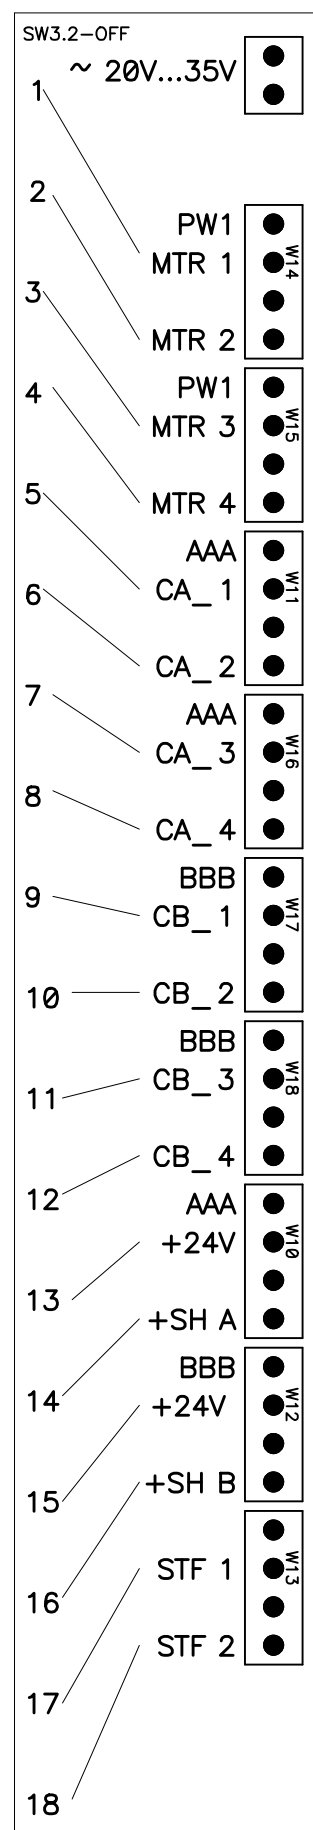 SW3.2-OFF
~ 20V...35V
1
2
PW1
W14
MTR 1
3
MTR 2
4
PW1
W15
MTR 3
5
MTR 4
AAA
W11
CA_ 1
6
CA_ 2
7
AAA
W16
CA_ 3
8
CA_ 4
BBB
9
W17
CB_ 1
10
CB_ 2
BBB
W18
CB_ 3
11
CB_ 4
12
AAA
W10
+24V
13
+SH A
BBB
14
W12
+24V
15
+SH B
W13
STF 1
16
STF 2
17
18